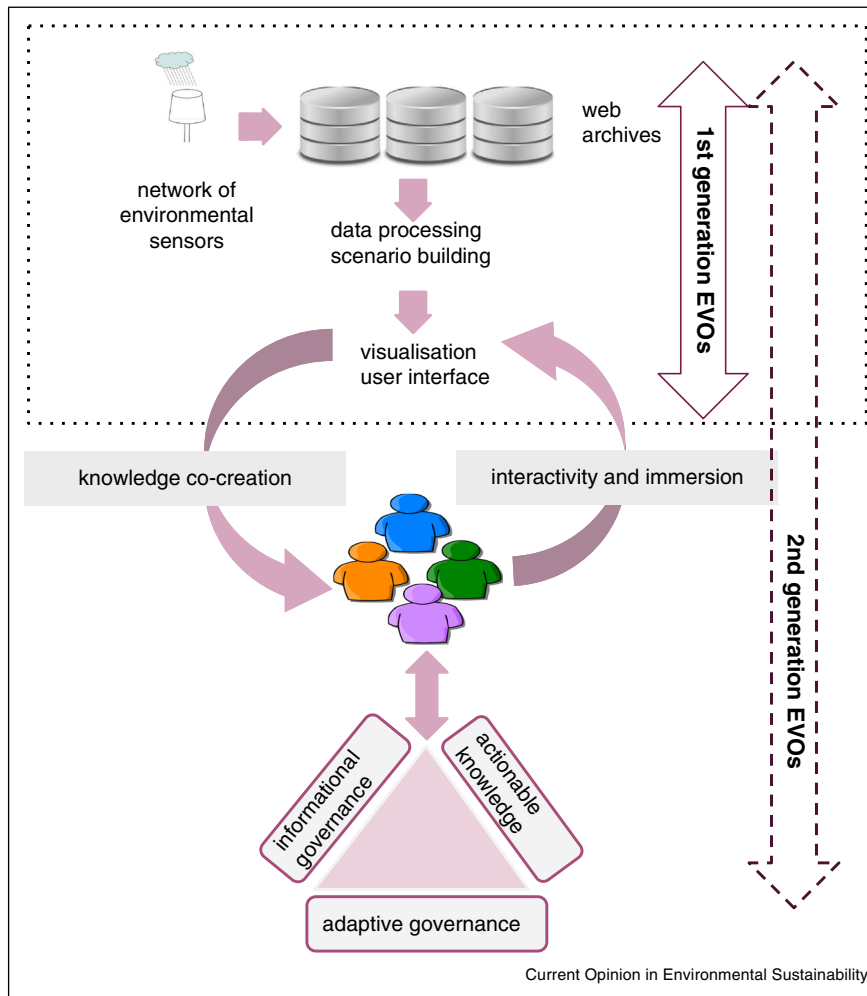 web
archives
network of
environmental
sensors
data processing
scenario building
visualisation
user interface
1st generation EVOs
knowledge co-creation
interactivity and immersion
2nd generation EVOs
informational
governance
actionable
knowledge
adaptive governance
Current Opinion in Environmental Sustainability